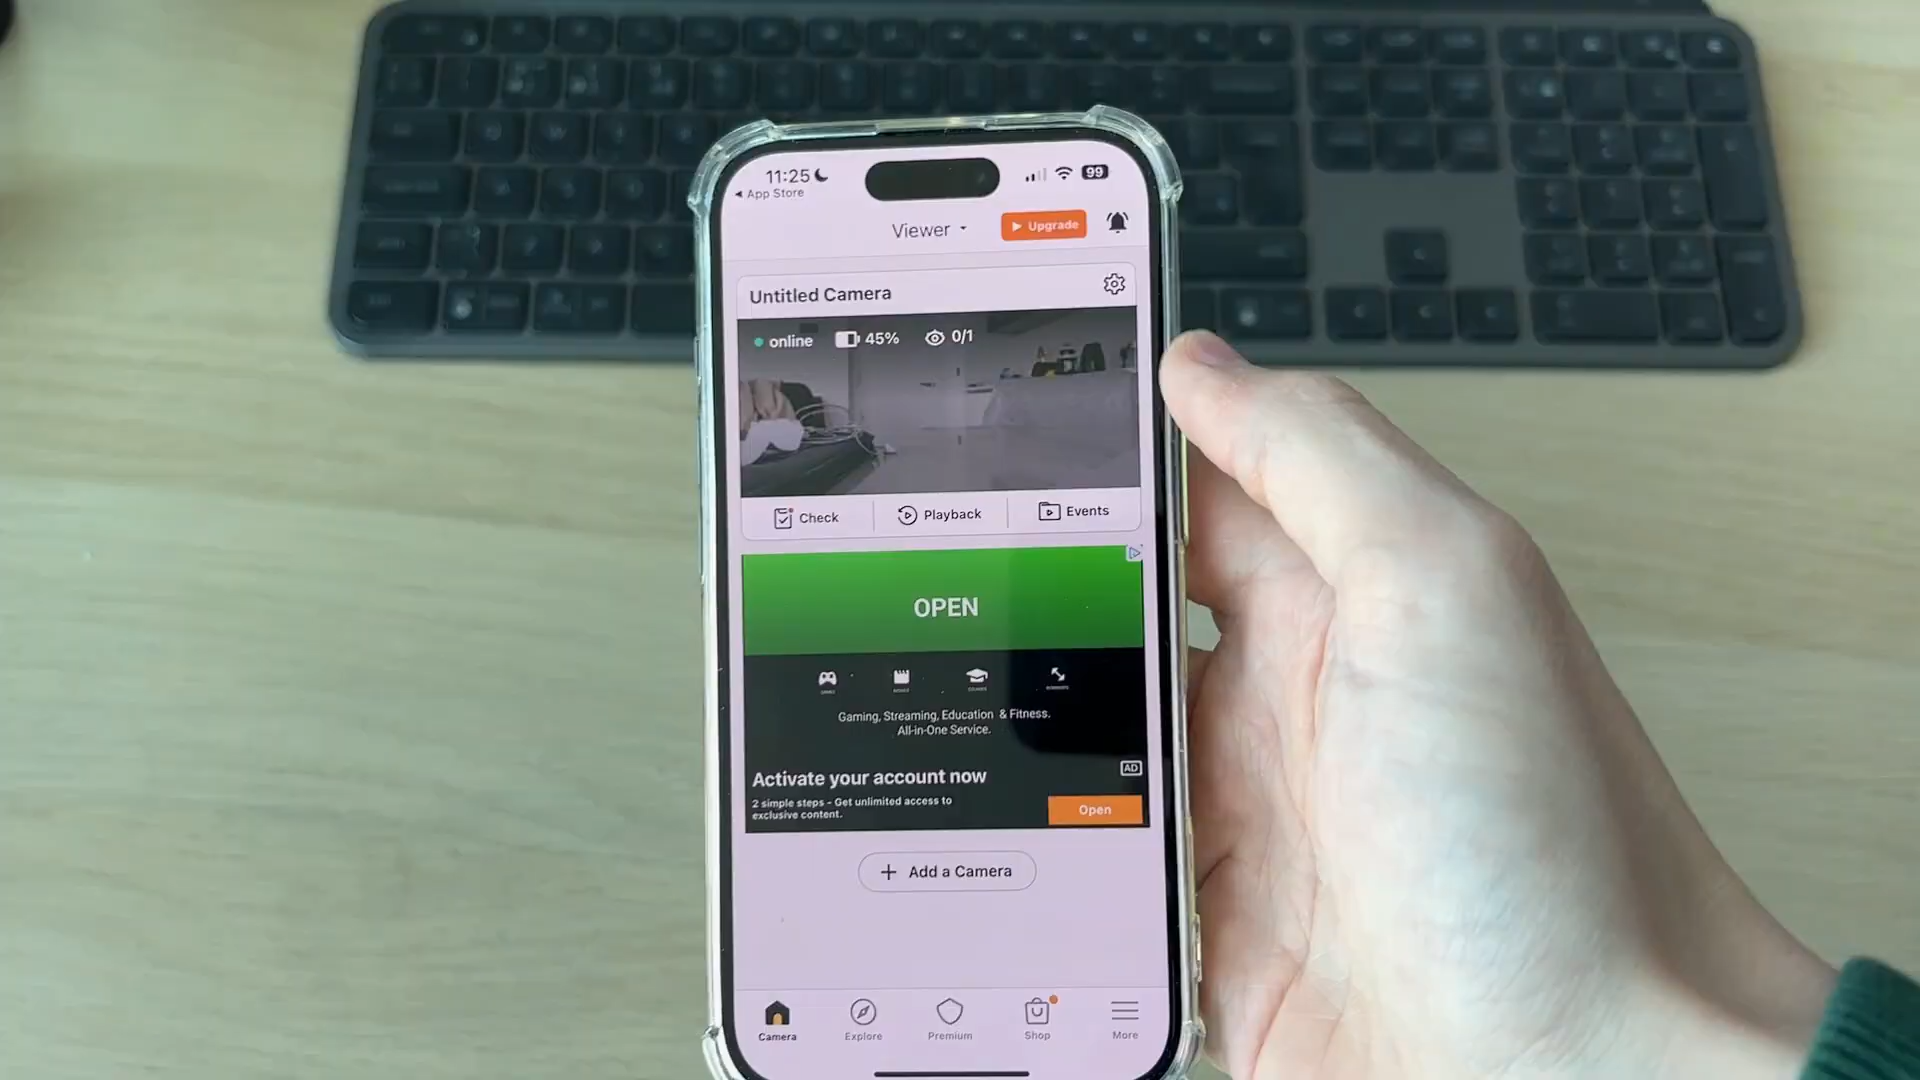 11:25
99
App Store
Viewer
Upgrade
Untitled Camera
online
45%
0/1
Check
Playback
Events
OPEN
Gaming, Streaming, Education & Fitness.
All-in-One Service.
Activate your account now
AD
2 simple steps - Get unlimited access to
exclusive content.
Open
+ Add a Camera
Camera
Explore
Premium
Shop
More